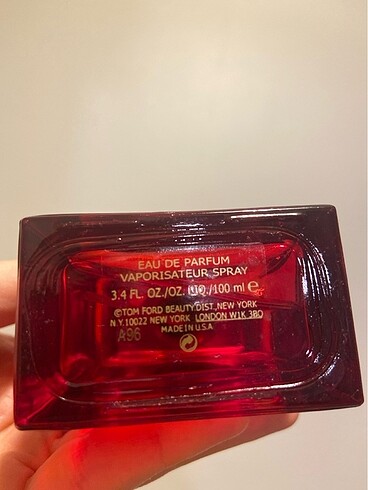 EAU DE PARFUM
VAPORISATEUR SPRAY
3.4 FL. OZ./OZ. LIQ./100 ml e
©TOM FORD BEAUTY.DIST.,NEW YORK
N.Y.10022 NEW YORK LONDON W1K 3BQ
MADE IN U.S.A
A96